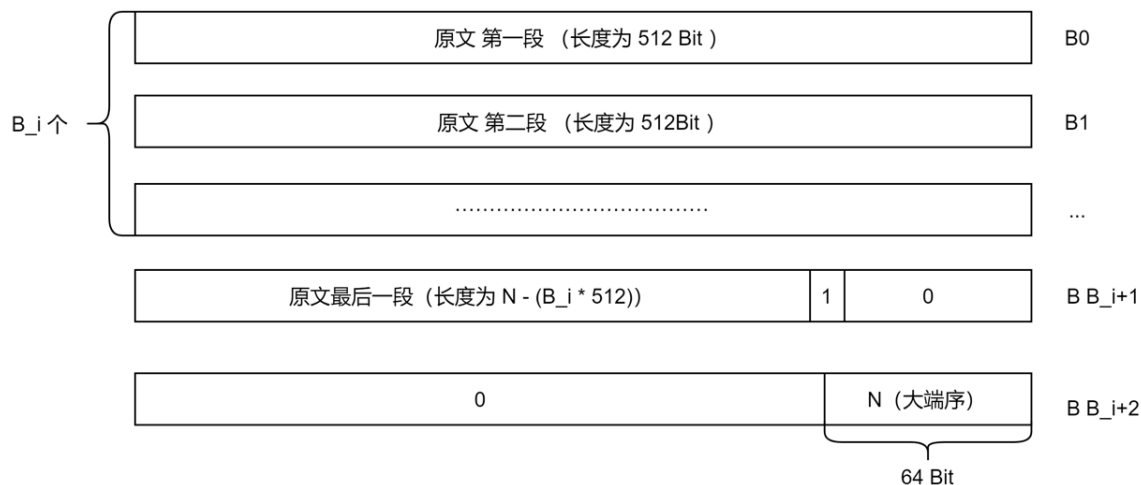 原文 第一段 （长度为 512 Bit ）
B0
B_i 个
原文 第二段 （长度为 512Bit ）
B1
....................................
...
原文最后一段（长度为 N - (B_i * 512)）
1
0
B B_i+1
0
N（大端序）
B B_i+2
64 Bit